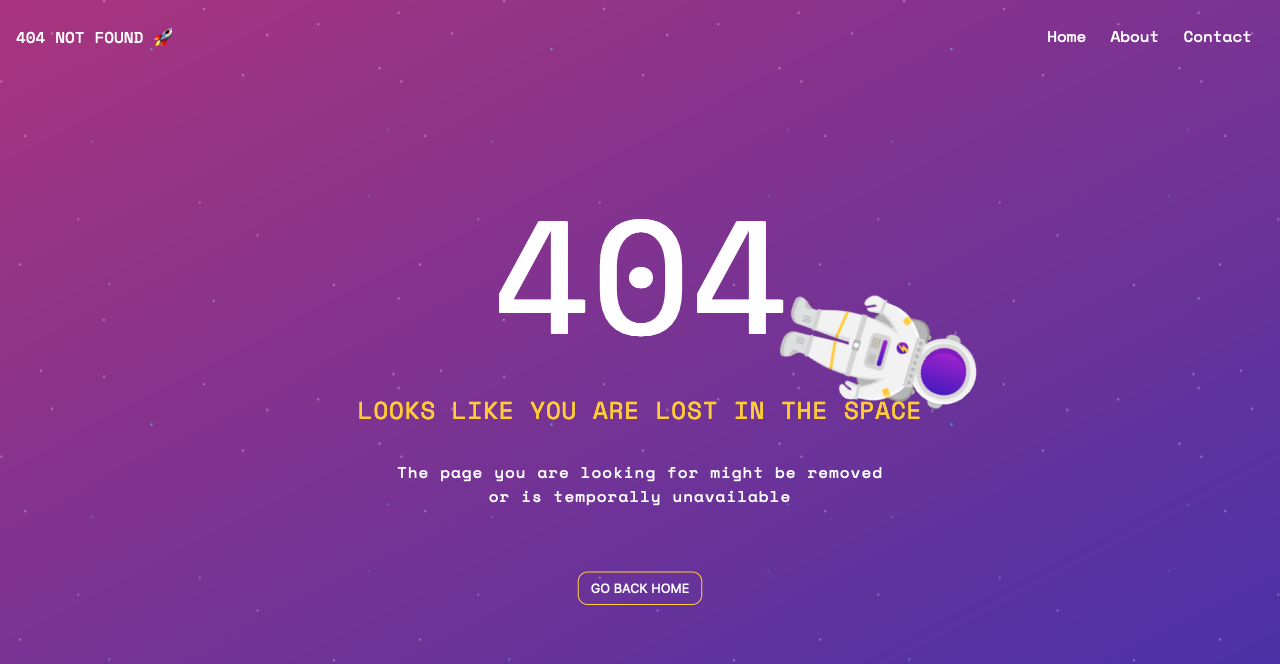 404 NOT FOUND 🚀
Home About Contact
404
LOOKS LIKE YOU ARE LOST IN THE SPACE
The page you are looking for might be removed
or is temporally unavailable
GO BACK HOME